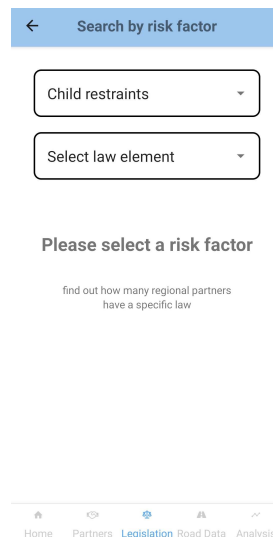 Search by risk factor
Child restraints
Select law element
Please select a risk factor
find out how many regional partners
have a specific law
Home Partners Legislation Road Data Analysis